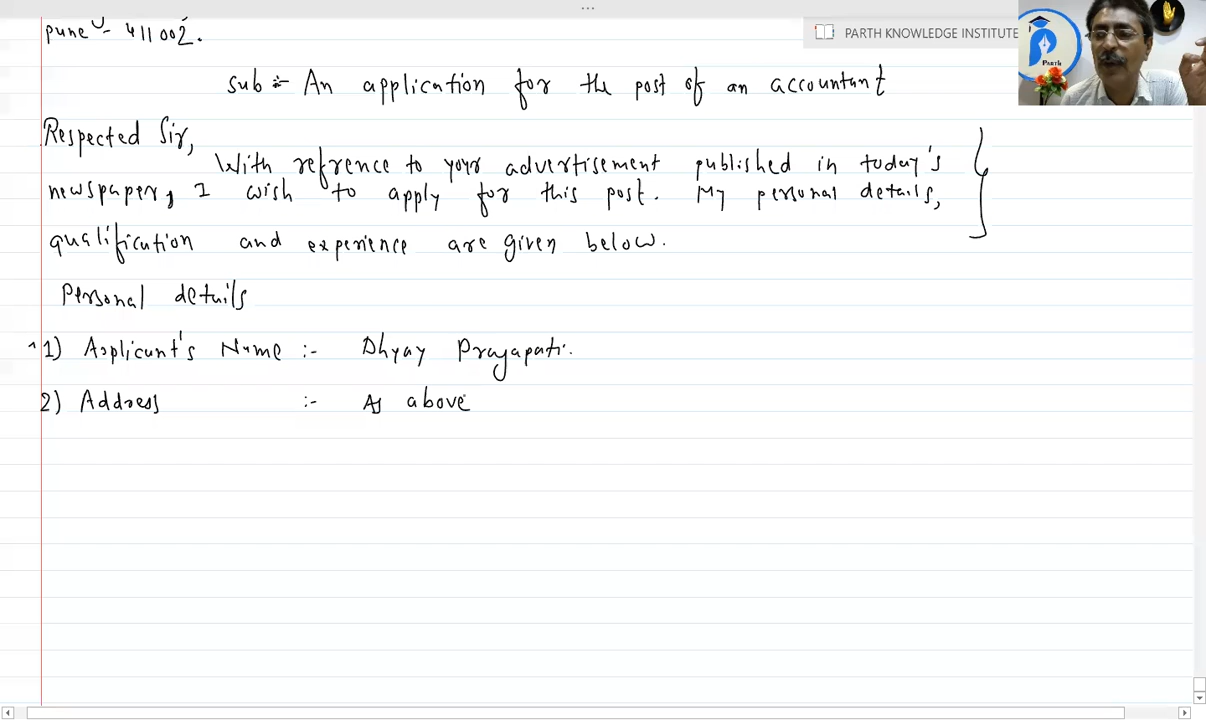 pune - 411002.
PARTH KNOWLEDGE INSTITUTE
Parth
sub :- An application for the post of an accountant
Respected Sir,
With refrence to your advertisement published in today's
newspaper, I wish to apply for this post. My personal details,
qualification and experience are given below.
Personal details
1) Applicant's Name :- Dhyay Prajapati.
2) Address :- As above